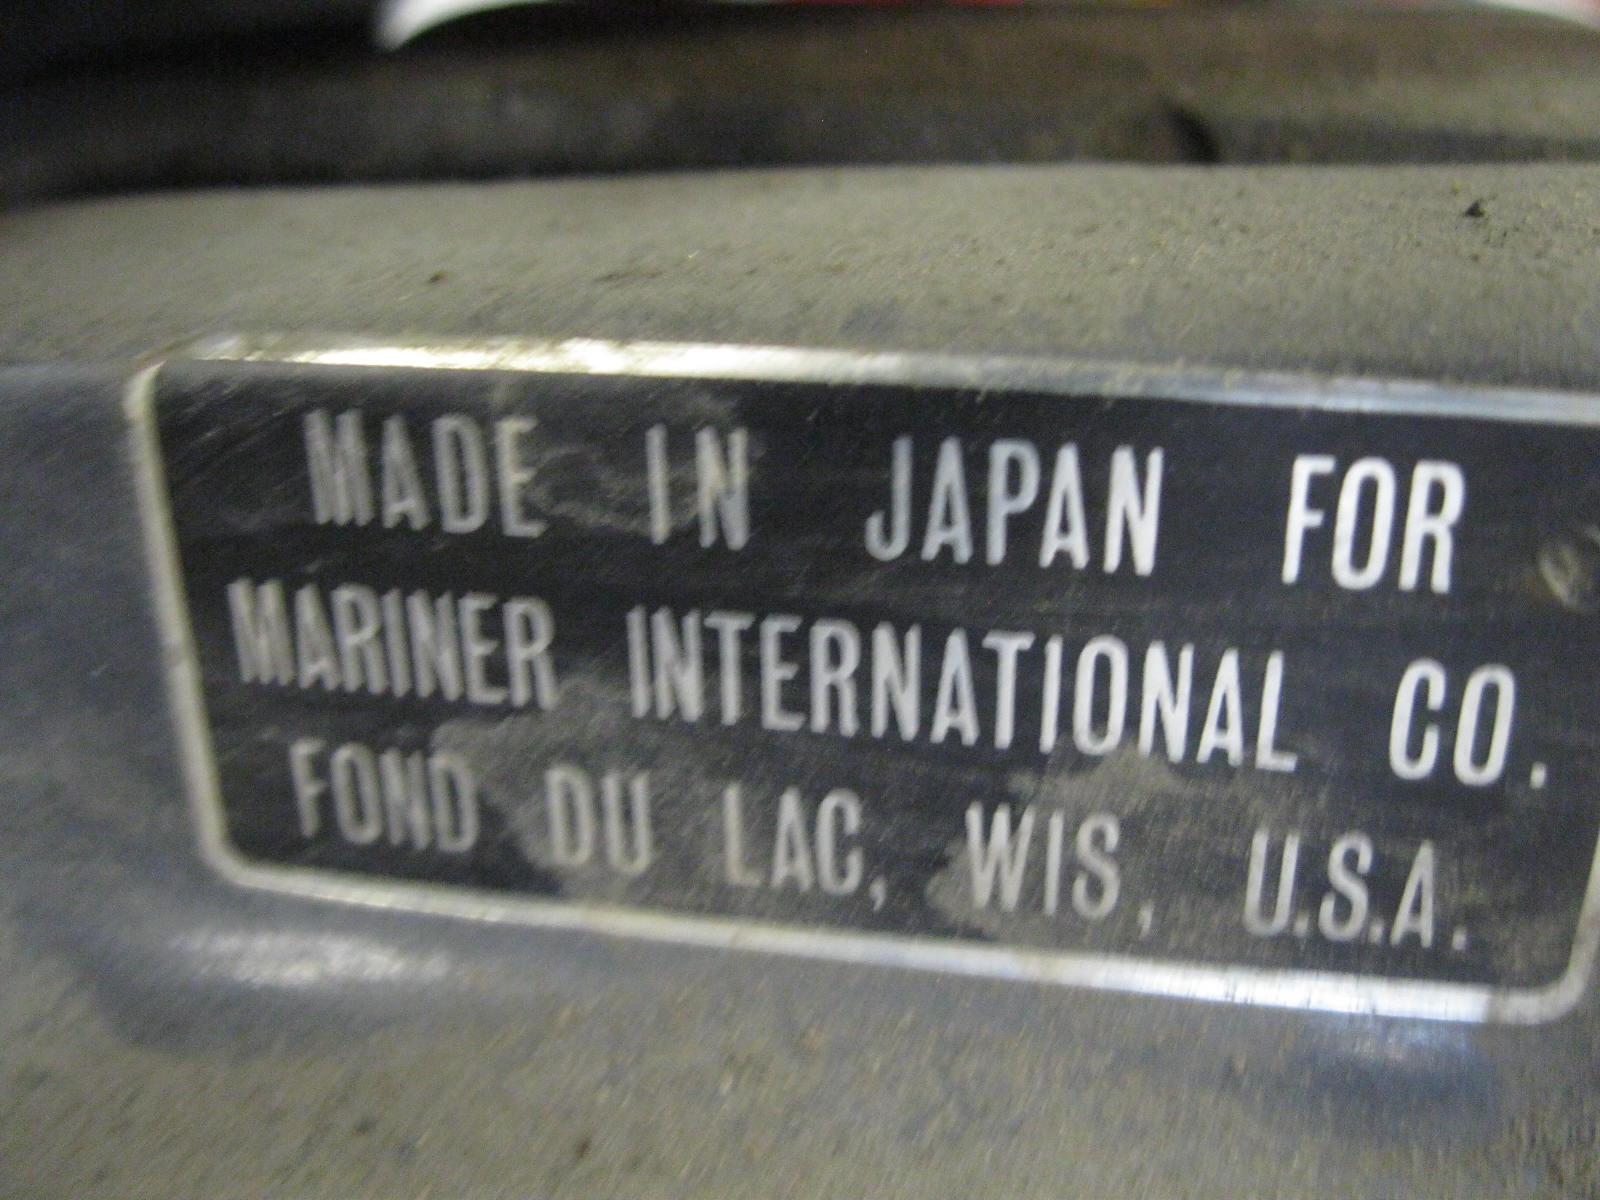 MADE IN JAPAN FOR
MARINER INTERNATIONAL CO.
FOND DU LAC, WIS, U.S.A.